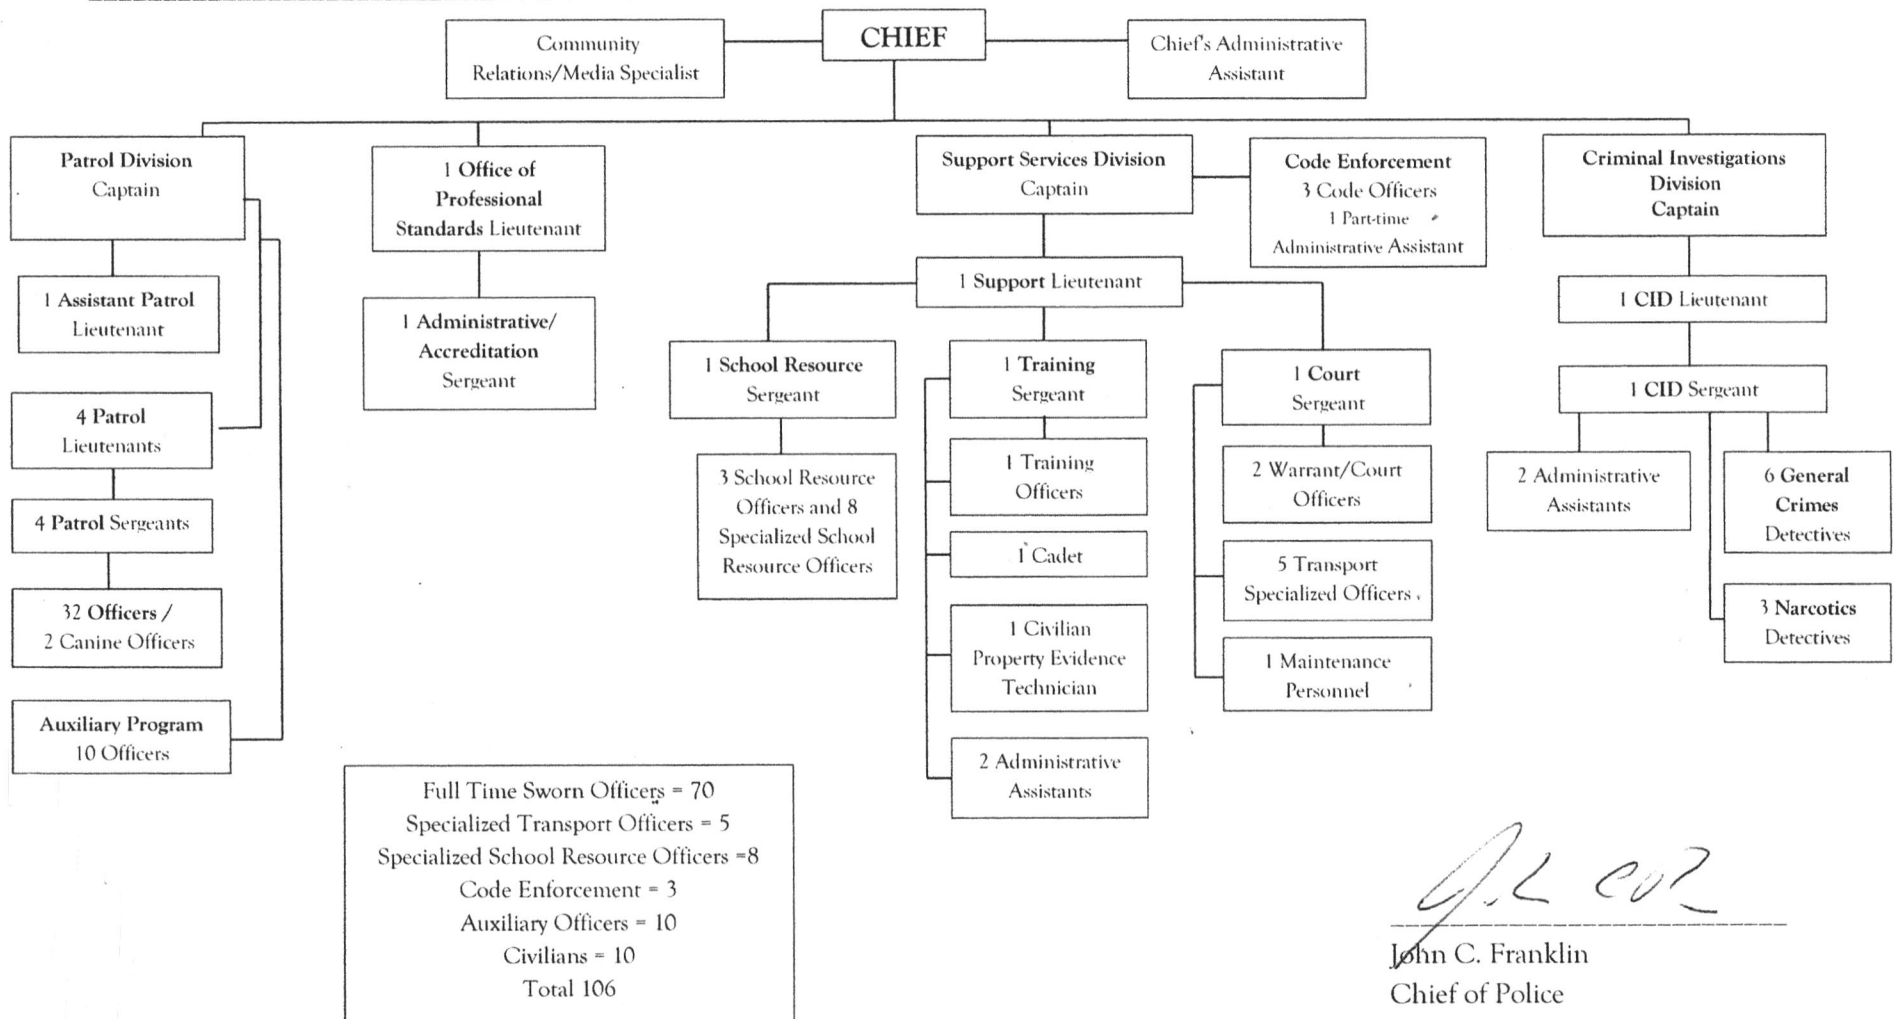 CHIEF
Community
Relations/Media Specialist
Chief's Administrative
Assistant
Patrol Division
Captain
1 Assistant Patrol
Lieutenant
4 Patrol
Lieutenants
4 Patrol Sergeants
32 Officers /
2 Canine Officers
Auxiliary Program
10 Officers
1 Office of
Professional
Standards Lieutenant
1 Administrative/
Accreditation
Sergeant
Support Services Division
Captain
Code Enforcement
3 Code Officers
1 Part-time
Administrative Assistant
1 Support Lieutenant
1 School Resource
Sergeant
3 School Resource
Officers and 8
Specialized School
Resource Officers
1 Training
Sergeant
1 Training
Officers
1 Cadet
1 Civilian
Property Evidence
Technician
2 Administrative
Assistants
1 Court
Sergeant
2 Warrant/Court
Officers
5 Transport
Specialized Officers
1 Maintenance
Personnel
Criminal Investigations
Division
Captain
1 CID Lieutenant
1 CID Sergeant
2 Administrative
Assistants
6 General
Crimes
Detectives
3 Narcotics
Detectives
Full Time Sworn Officers = 70
Specialized Transport Officers = 5
Specialized School Resource Officers =8
Code Enforcement = 3
Auxiliary Officers = 10
Civilians = 10
Total 106
John C. Franklin
Chief of Police